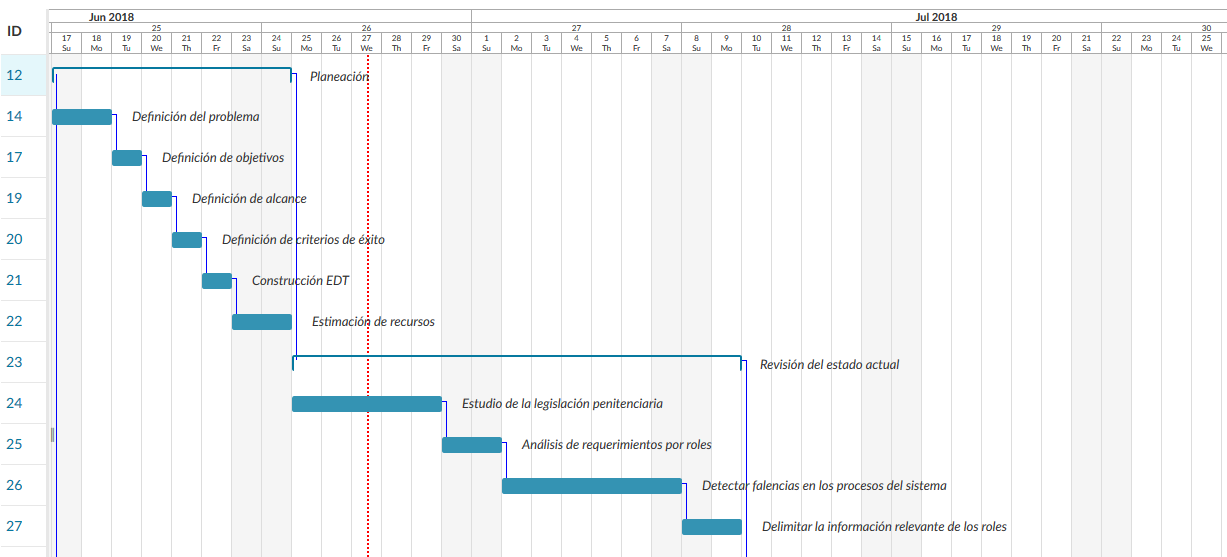 Jun 2018 Jul 2018
ID
25 26 27 28 29 30
17 18 19 20 21 22 23 24 25 26 27 28 29 30 1 2 3 4 5 6 7 8 9 10 11 12 13 14 15 16 17 18 19 20 21 22 23 24 25
Su Mo Tu We Th Fr Sa Su Mo Tu We Th Fr Sa Su Mo Tu We Th Fr Sa Su Mo Tu We Th Fr Sa Su Mo Tu We Th Fr Sa Su Mo Tu We
12 Planeación
14 Definición del problema
17 Definición de objetivos
19 Definición de alcance
20 Definición de criterios de éxito
21 Construcción EDT
22 Estimación de recursos
23 Revisión del estado actual
24 Estudio de la legislación penitenciaria
25 Análisis de requerimientos por roles
26 Detectar falencias en los procesos del sistema
27 Delimitar la información relevante de los roles